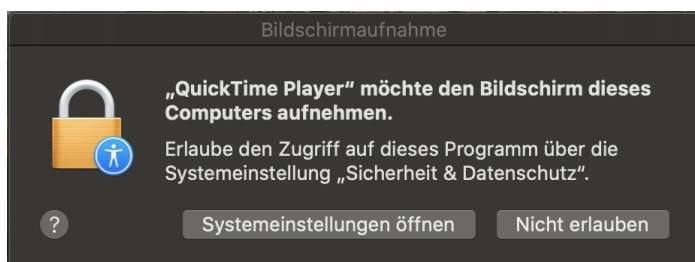 Bildschirmaufnahme
„QuickTime Player“ möchte den Bildschirm dieses
Computers aufnehmen.
Erlaube den Zugriff auf dieses Programm über die
Systemeinstellung „Sicherheit & Datenschutz“.
?
Systemeinstellungen öffnen
Nicht erlauben